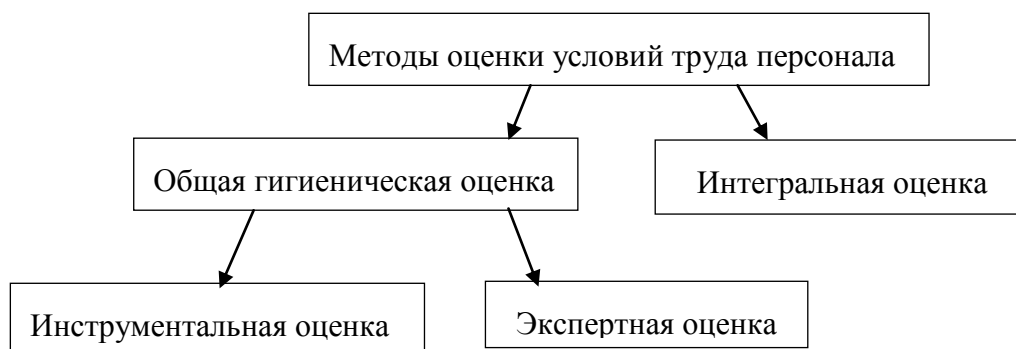 Методы оценки условий труда персонала
Общая гигиеническая оценка
Интегральная оценка
Инструментальная оценка
Экспертная оценка